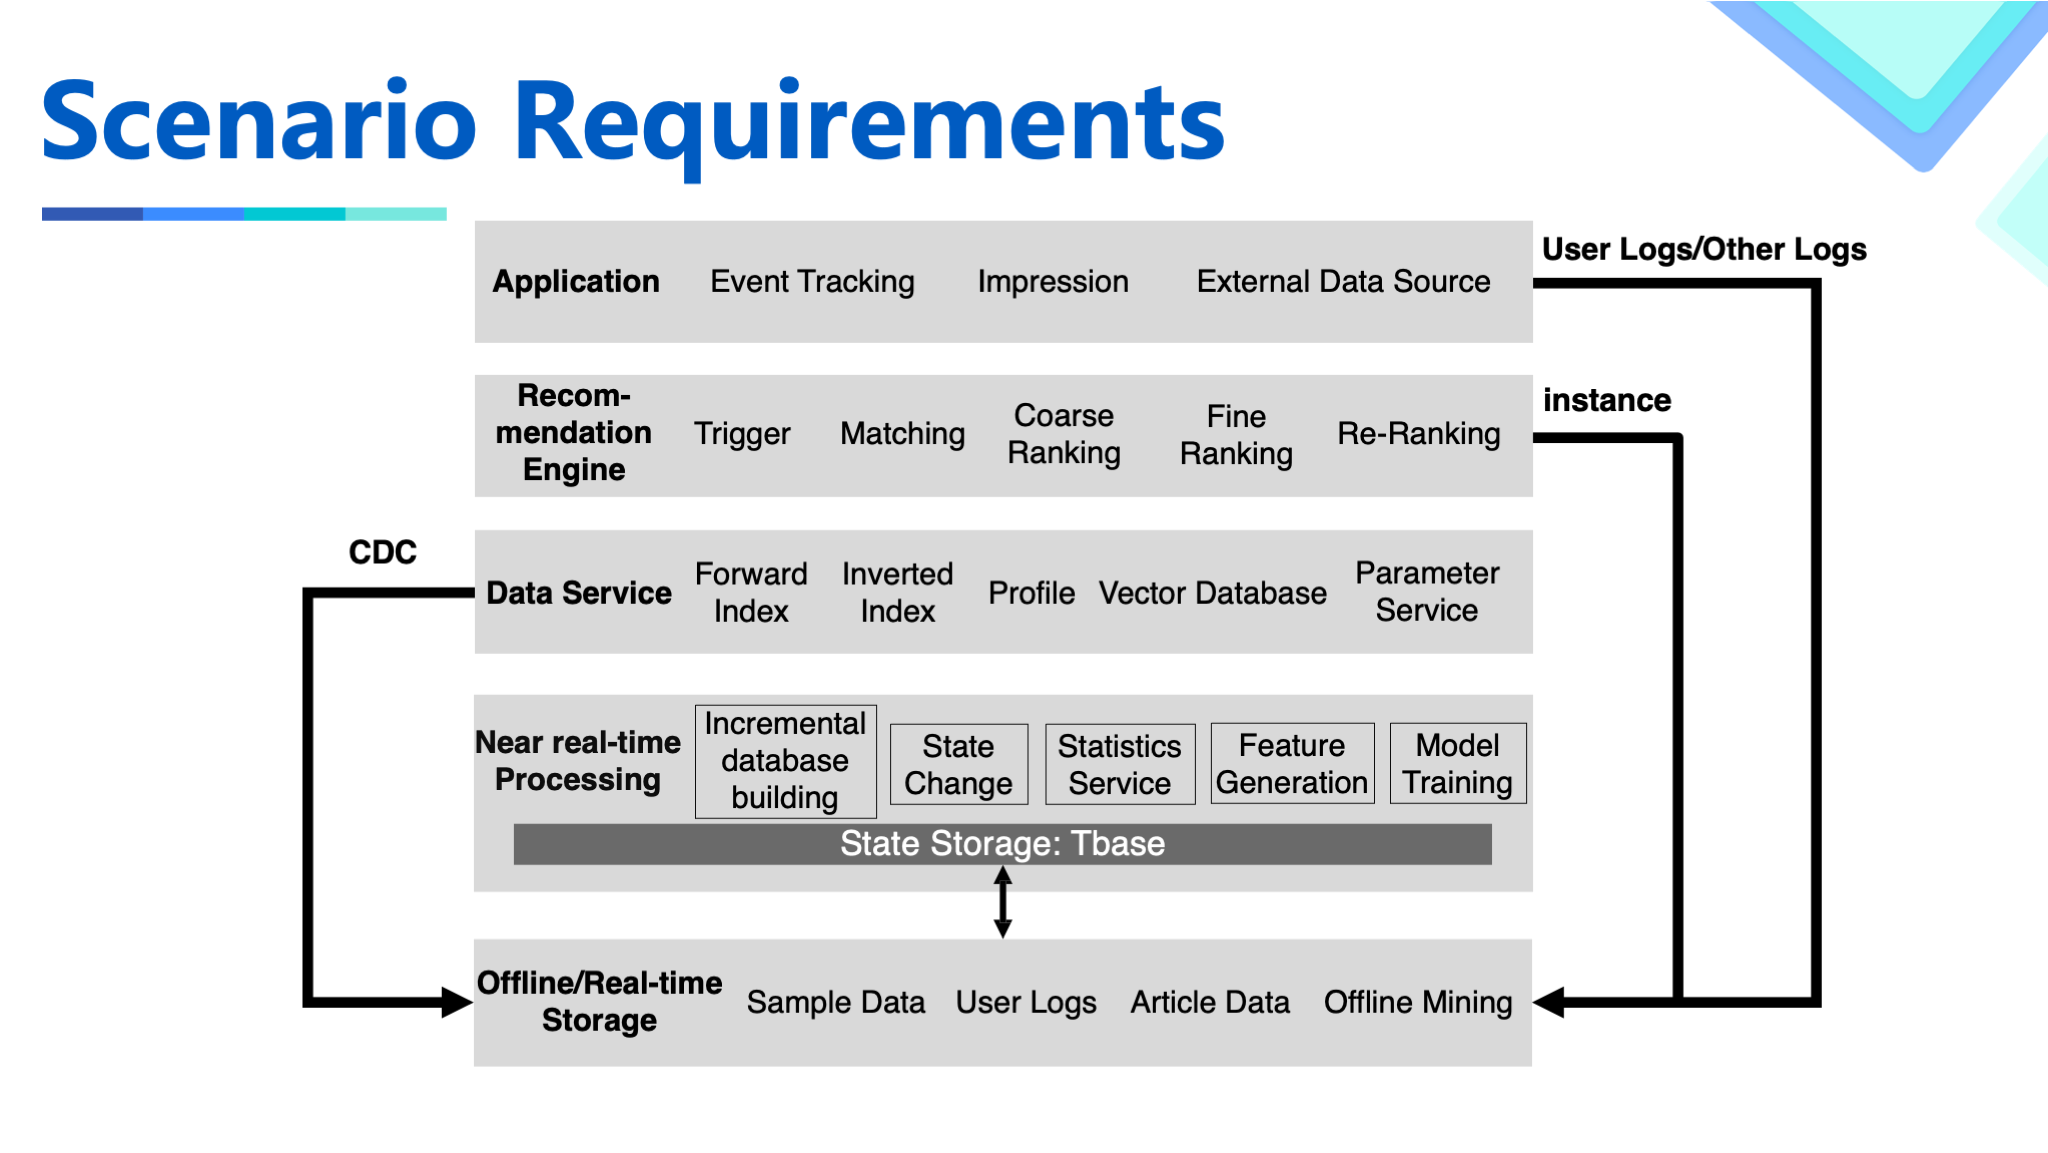 Scenario Requirements
User Logs/Other Logs
Application
Event Tracking
Impression
External Data Source
instance
Recom-
mendation
Engine
Trigger
Matching
Coarse
Ranking
Fine
Ranking
Re-Ranking
CDC
Data Service
Forward
Index
Inverted
Index
Profile
Vector Database
Parameter
Service
Near real-time
Processing
Incremental
database
building
State
Change
Statistics
Service
Feature
Generation
Model
Training
State Storage: Tbase
Offline/Real-time
Storage
Sample Data
User Logs
Article Data
Offline Mining